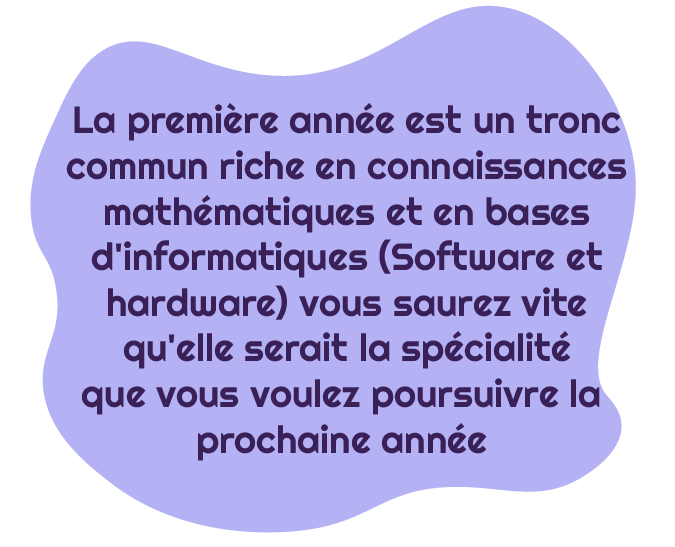 La première année est un tronc
commun riche en connaissances
mathématiques et en bases
d'informatiques (Software et
hardware) vous saurez vite
qu'elle serait la spécialité
que vous voulez poursuivre la
prochaine année